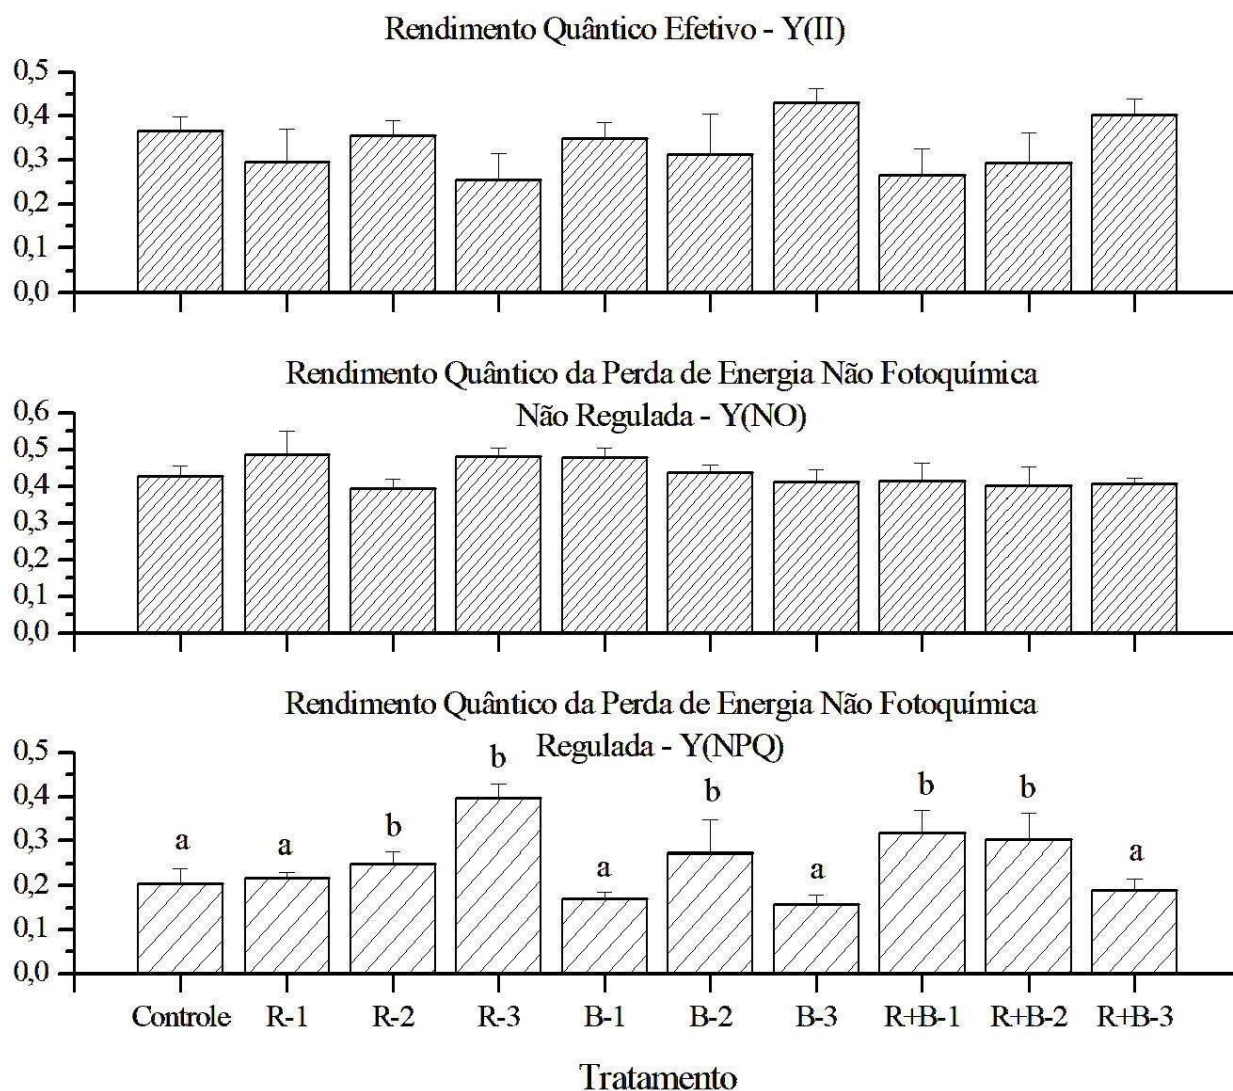 Rendimento Quântico Efetivo - Y(II)
0,5
0,4
0,3
0,2
0,1
0,0
Rendimento Quântico da Perda de Energia Não Fotoquímica
Não Regulada - Y(NO)
0,6
0,5
0,4
0,3
0,2
0,1
0,0
Rendimento Quântico da Perda de Energia Não Fotoquímica
Regulada - Y(NPQ)
0,5
0,4
0,3
0,2
0,1
0,0
a a b b a b a b b a
Controle R-1 R-2 R-3 B-1 B-2 B-3 R+B-1 R+B-2 R+B-3
Tratamento